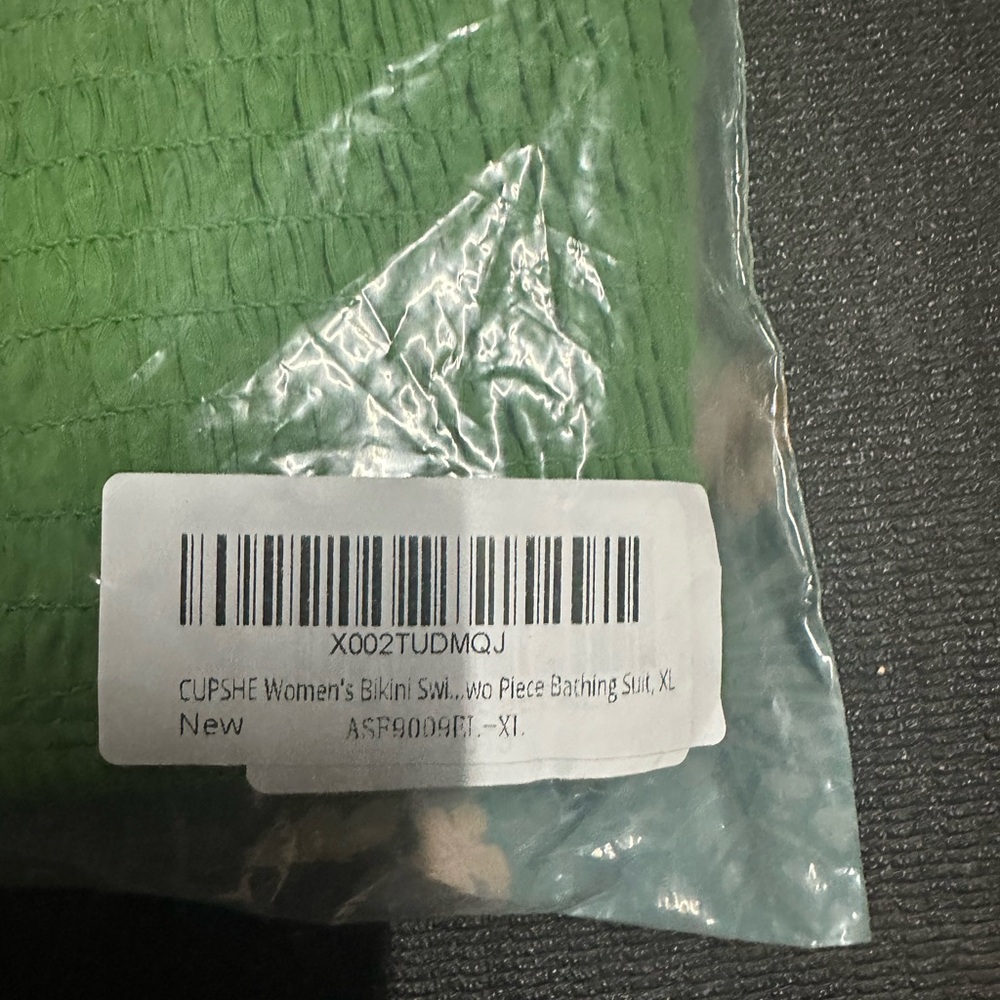 X002TUDMQJ
CUPSHE Women's Bikini Swi...wo Piece Bathing Suit, XL
New